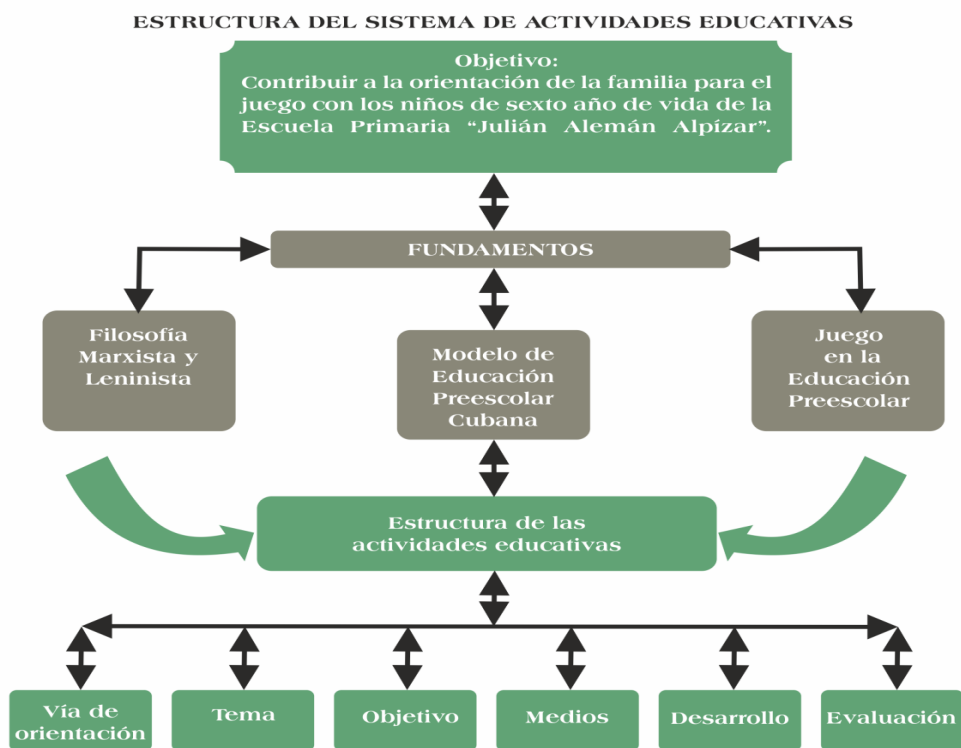 ESTRUCTURA DEL SISTEMA DE ACTIVIDADES EDUCATIVAS
Objetivo:
Contribuir a la orientación de la familia para el
juego con los niños de sexto año de vida de la
Escuela Primaria “Julián Alemán Alpízar”.
FUNDAMENTOS
Filosofía
Marxista y
Leninista
Modelo de
Educación
Preescolar
Cubana
Juego
en la
Educación
Preescolar
Estructura de las
actividades educativas
Vía de
orientación
Tema
Objetivo
Medios
Desarrollo
Evaluación